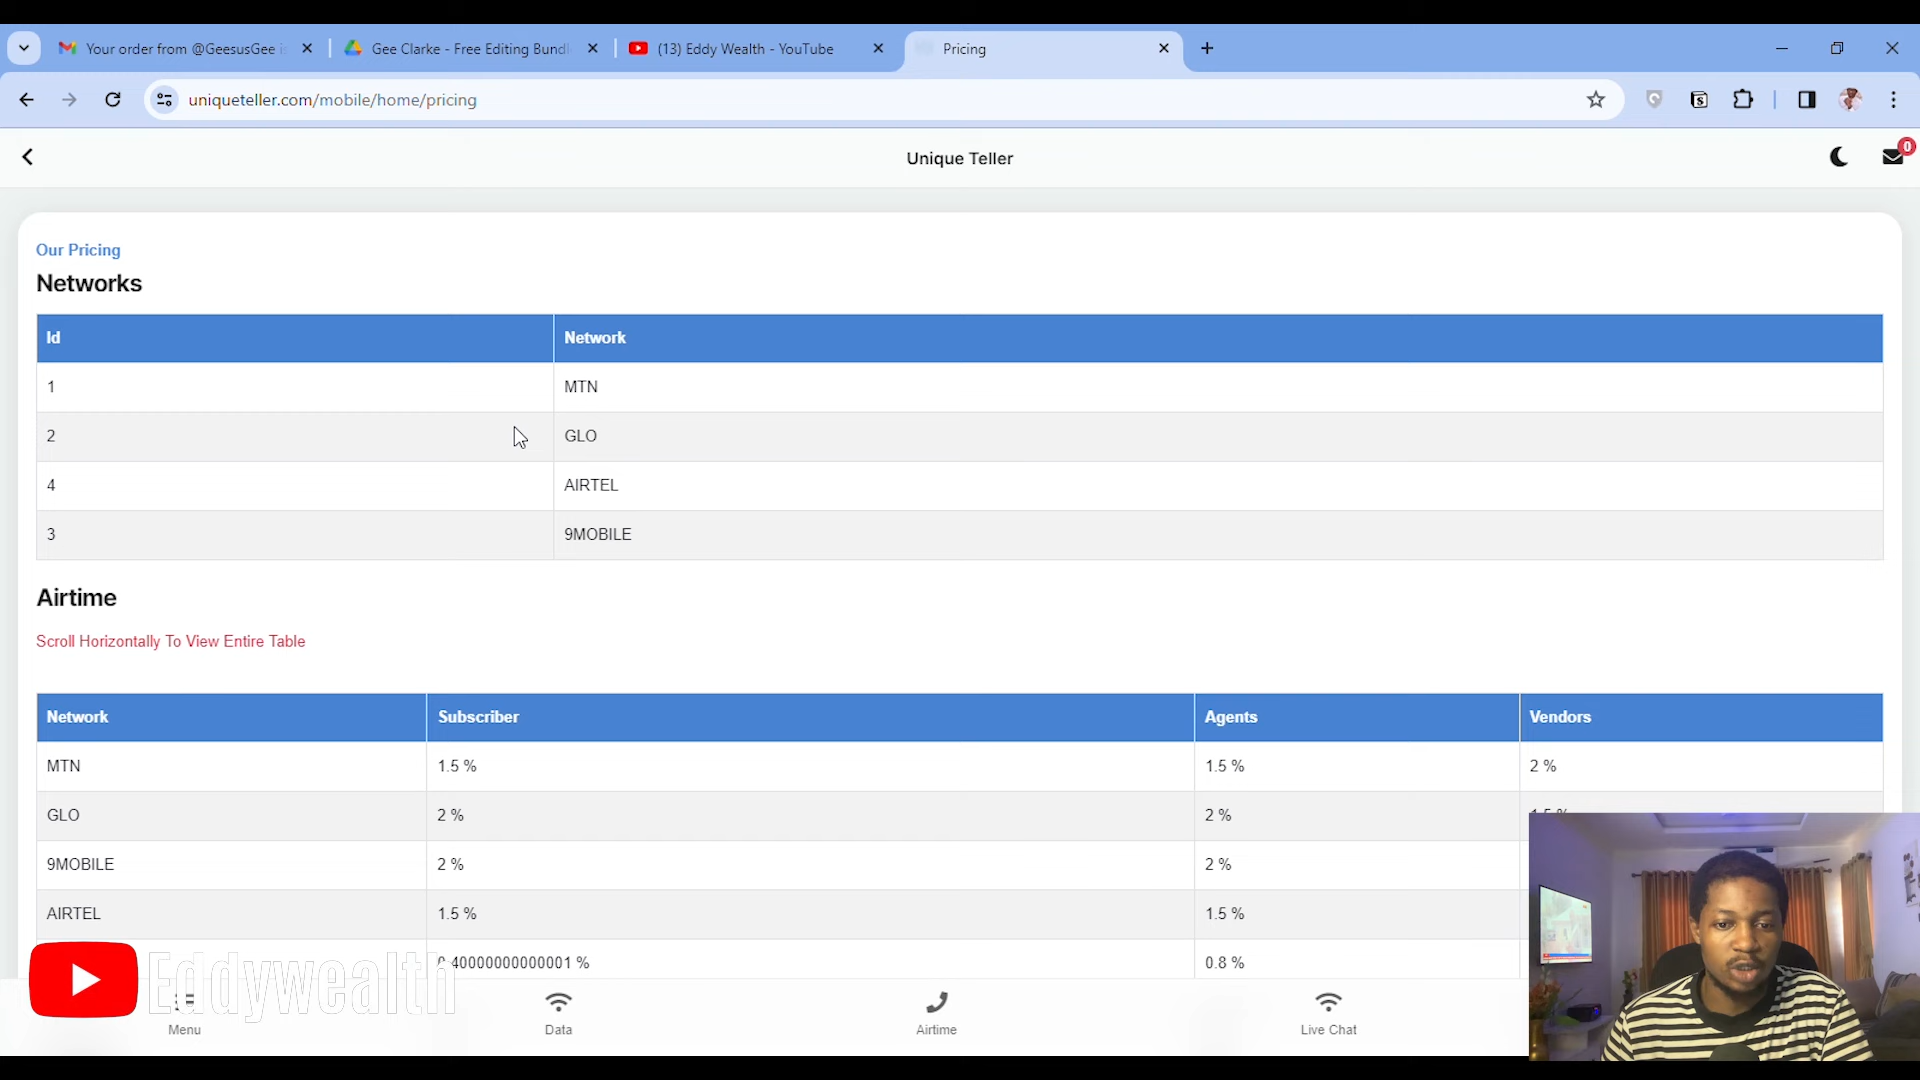 Your order from @GeesusGee is
Gee Clarke - Free Editing Bundl
(13) Eddy Wealth - YouTube
Pricing
uniqueteller.com/mobile/home/pricing
Unique Teller
0
Our Pricing
Networks
Id Network
1 MTN
2 GLO
4 AIRTEL
3 9MOBILE
Airtime
Scroll Horizontally To View Entire Table
Network Subscriber Agents Vendors
MTN 1.5 % 1.5 % 2 %
GLO 2 % 2 %
9MOBILE 2 % 2 %
AIRTEL 1.5 % 1.5 %
40000000000001 % 0.8 %
Eddywealth
Menu Data Airtime Live Chat